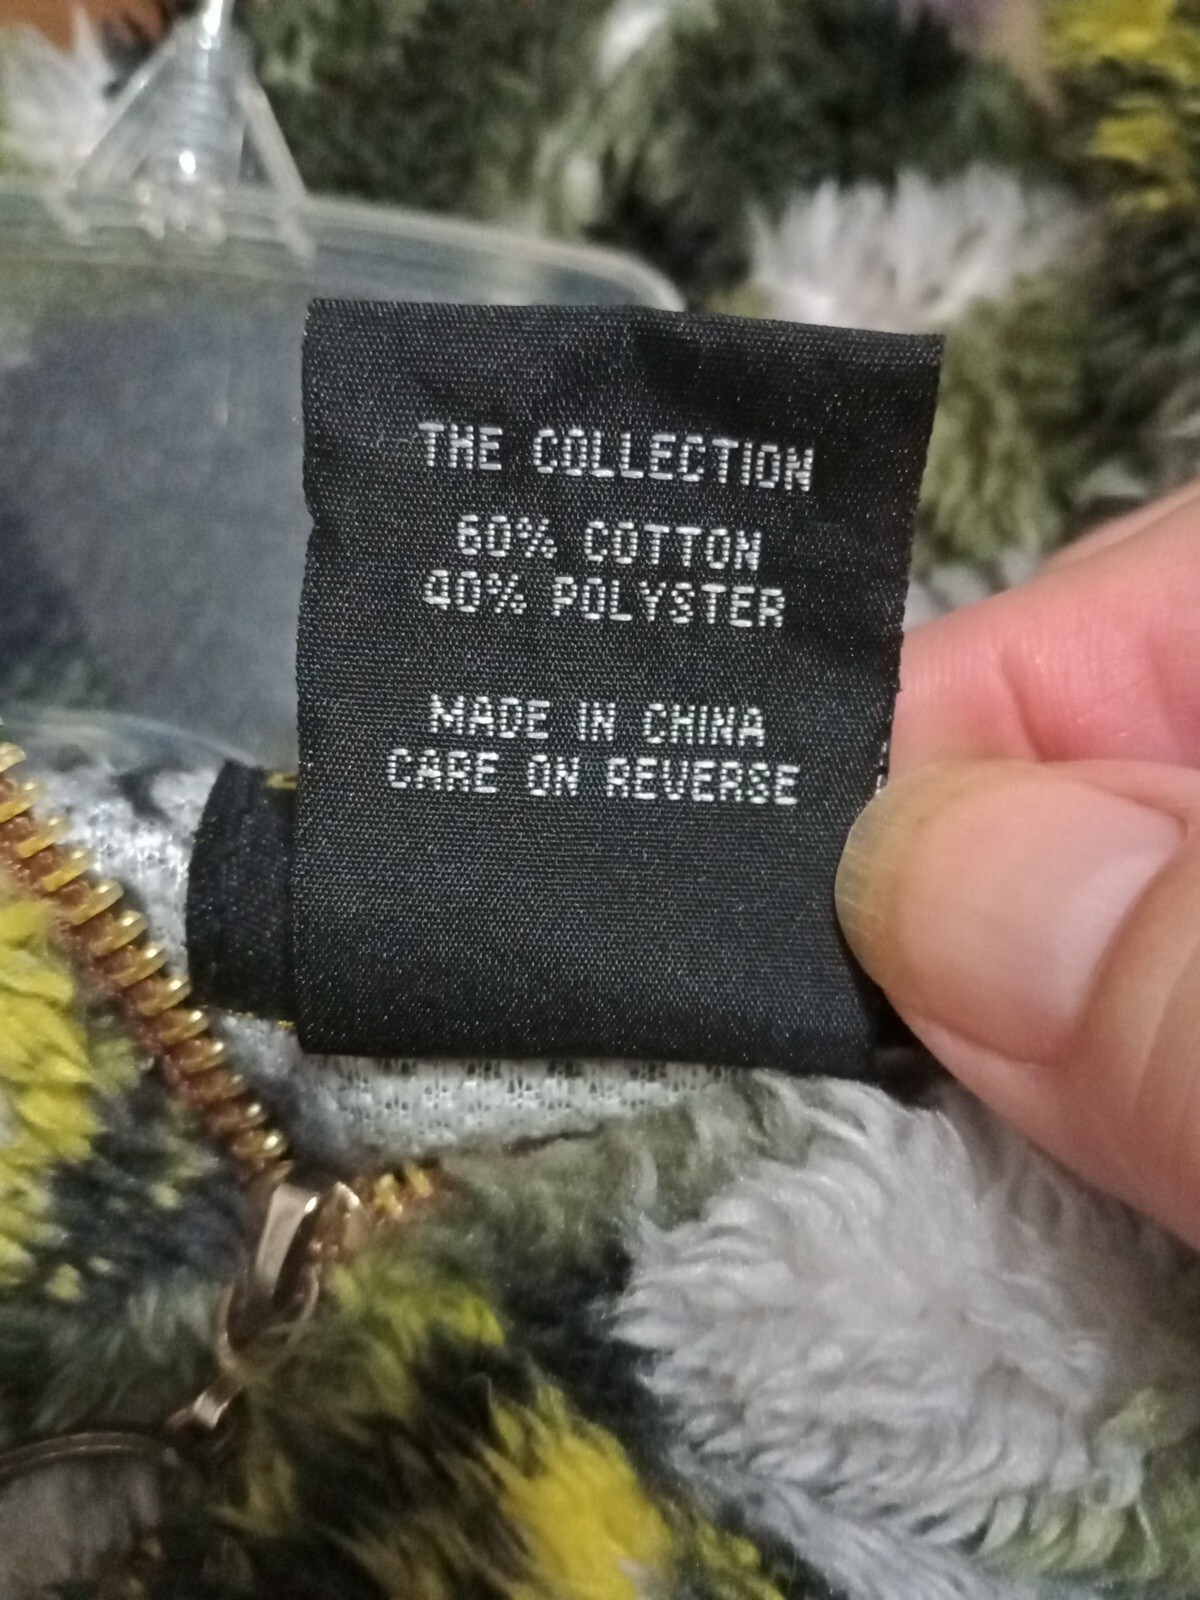 THE COLLECTION
60% COTTON
40% POLYSTER
MADE IN CHINA
CARE ON REVERSE